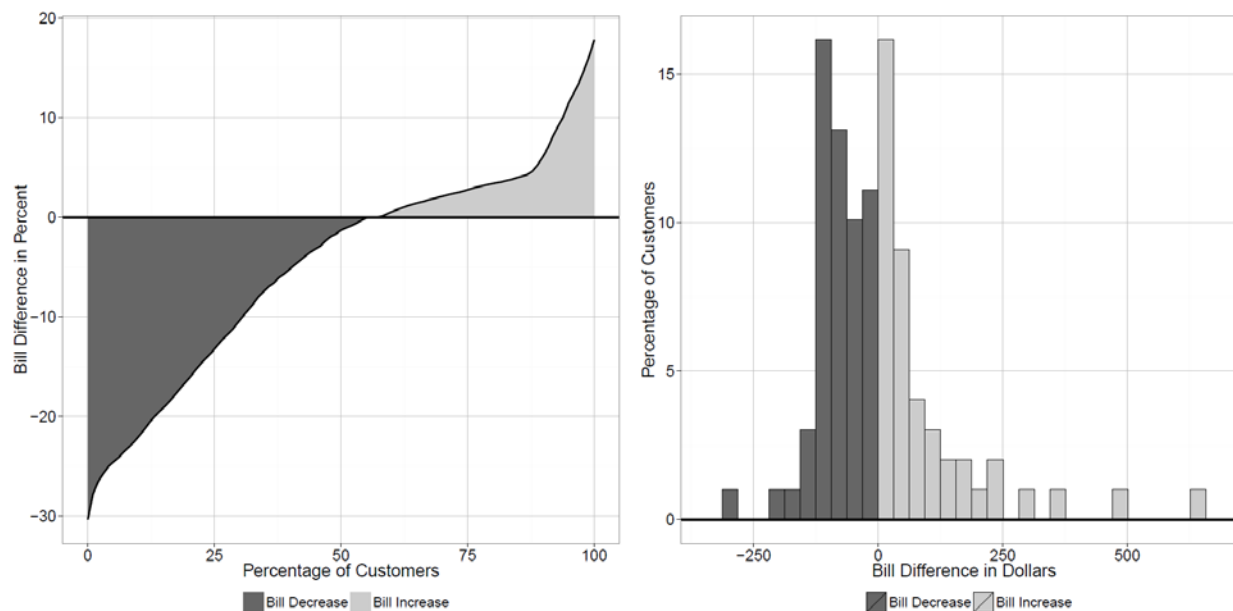 20
10
0
−10
−20
−30
Bill Difference in Percent
0 25 50 75 100
Percentage of Customers
Bill Decrease Bill Increase
15
10
5
0
Percentage of Customers
−250 0 250 500
Bill Difference in Dollars
Bill Decrease Bill Increase